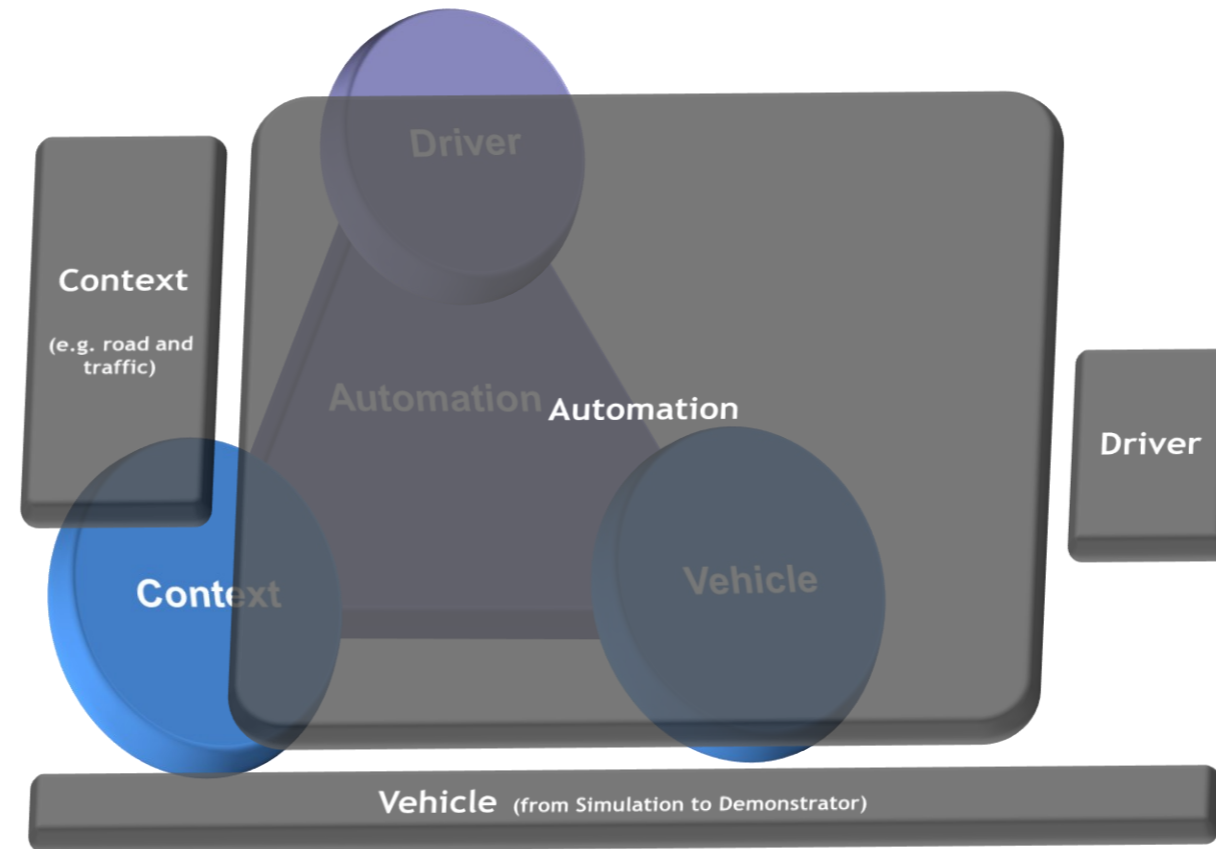 Driver
Context
(e.g. road and
traffic)
Automation
Automation
Driver
Context
Vehicle
Vehicle (from Simulation to Demonstrator)